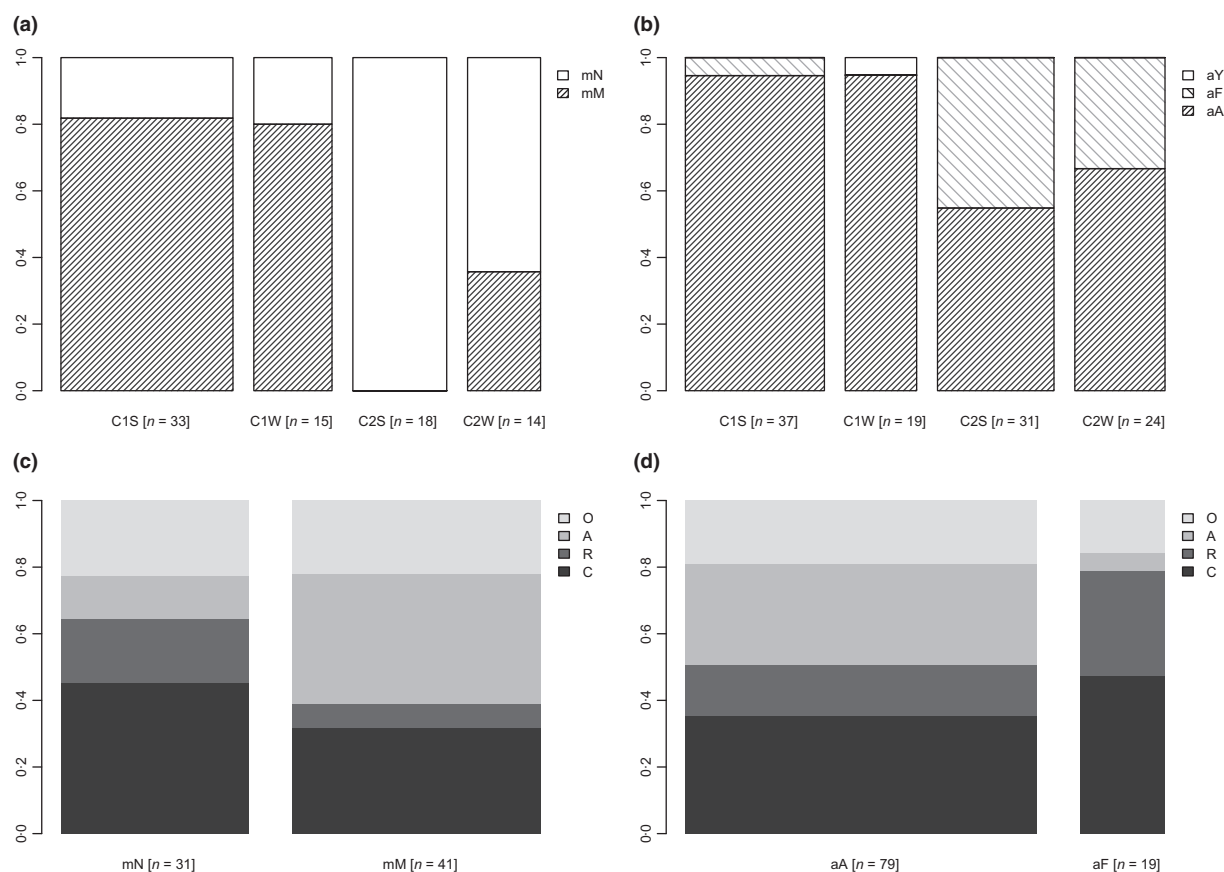 (a)
1·0
0·8
0·6
0·4
0·2
0·0
mN
mM
C1S [n = 33]
C1W [n = 15]
C2S [n = 18]
C2W [n = 14]
(b)
1·0
0·8
0·6
0·4
0·2
0·0
aY
aF
aA
C1S [n = 37]
C1W [n = 19]
C2S [n = 31]
C2W [n = 24]
(c)
1·0
0·8
0·6
0·4
0·2
0·0
O
A
R
C
mN [n = 31]
mM [n = 41]
(d)
1·0
0·8
0·6
0·4
0·2
0·0
O
A
R
C
aA [n = 79]
aF [n = 19]